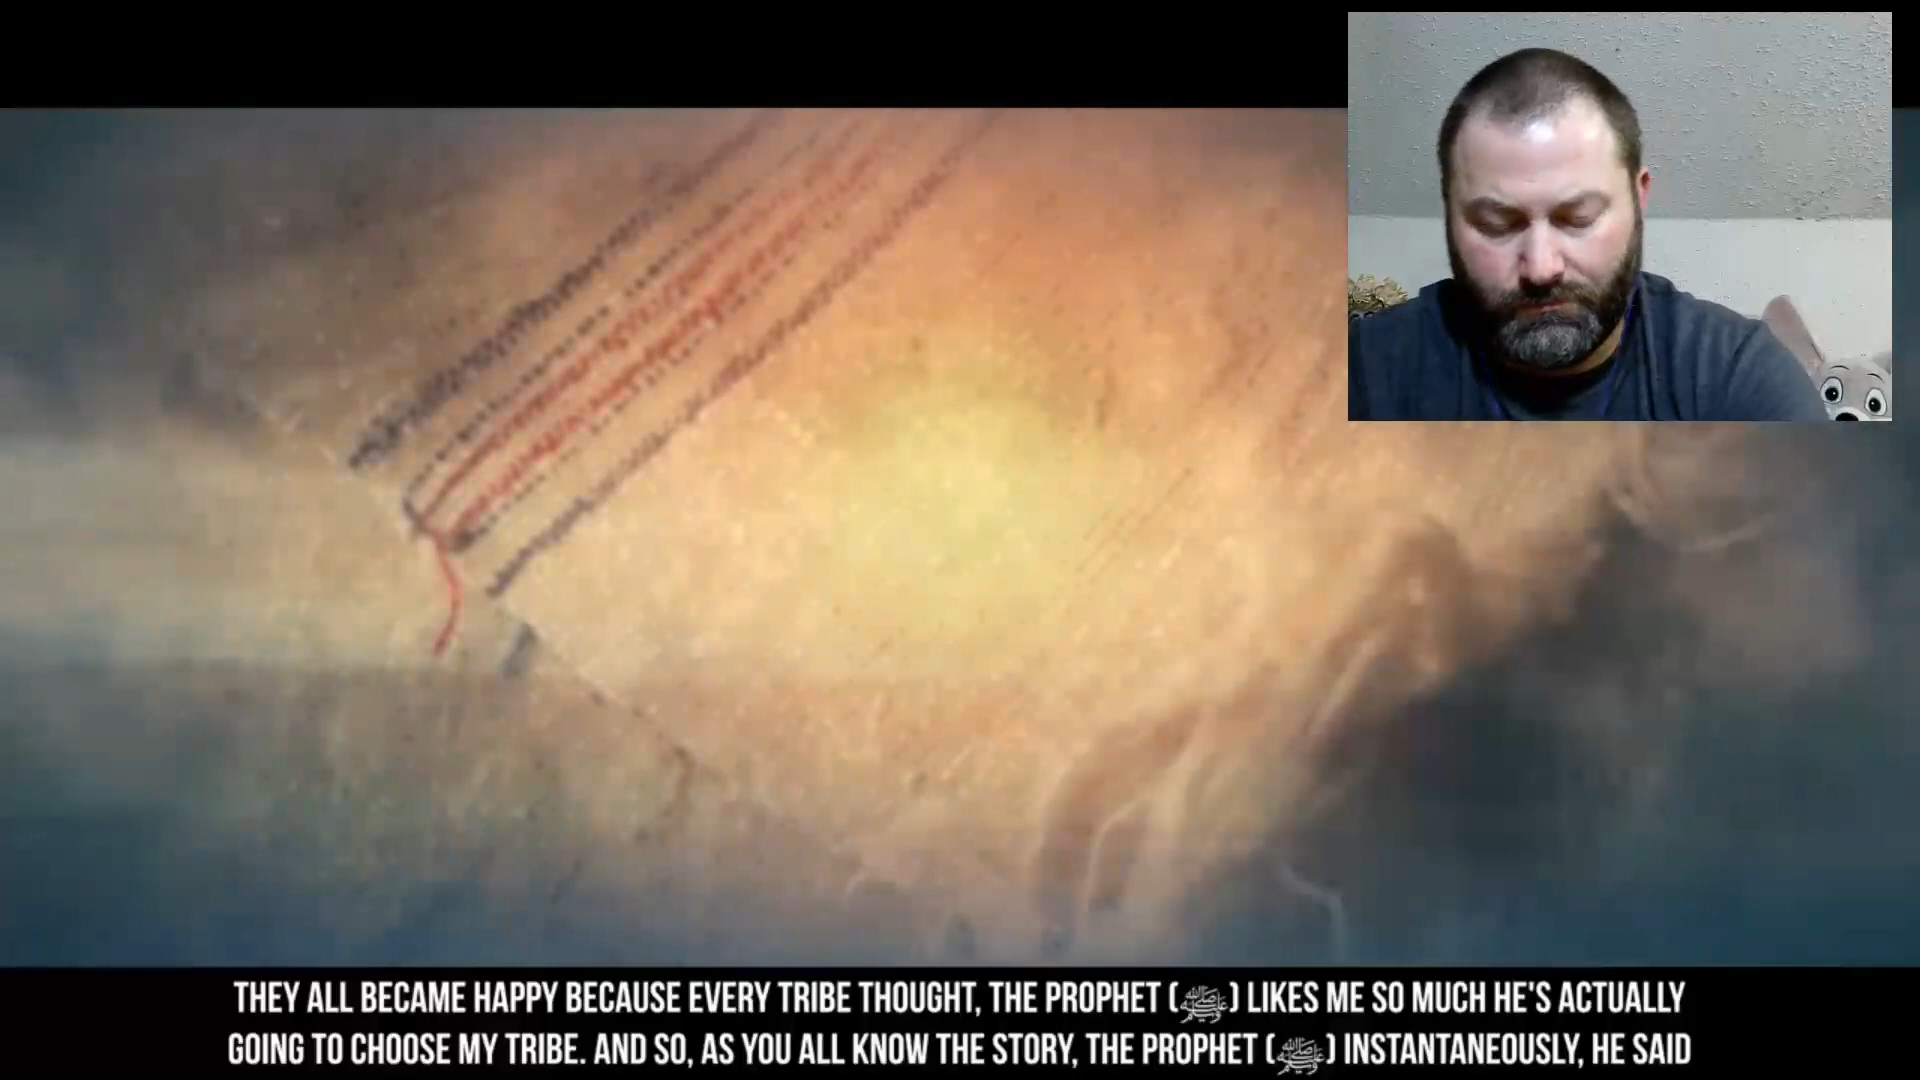 THEY ALL BECAME HAPPY BECAUSE EVERY TRIBE THOUGHT, THE PROPHET (ﷺ) LIKES ME SO MUCH HE'S ACTUALLY
GOING TO CHOOSE MY TRIBE. AND SO, AS YOU ALL KNOW THE STORY, THE PROPHET (ﷺ) INSTANTANEOUSLY, HE SAID